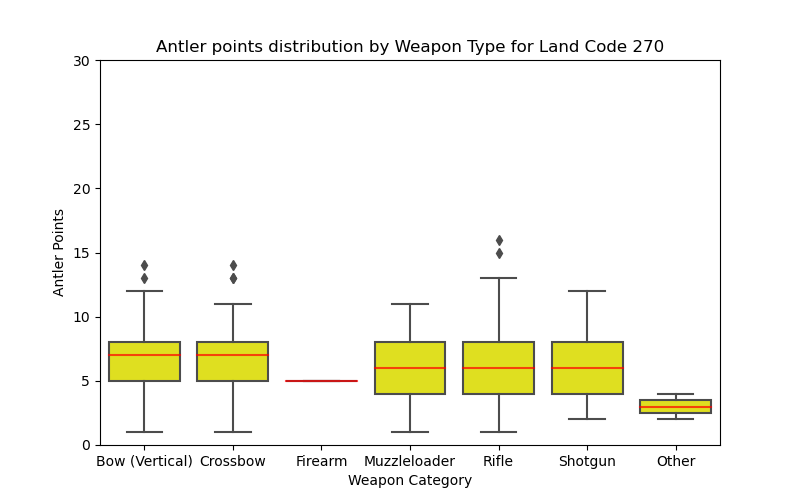 Antler points distribution by Weapon Type for Land Code 270
30
25
20
15
10
5
0
Antler Points
Bow (Vertical) Crossbow Firearm Muzzleloader Rifle Shotgun Other
Weapon Category